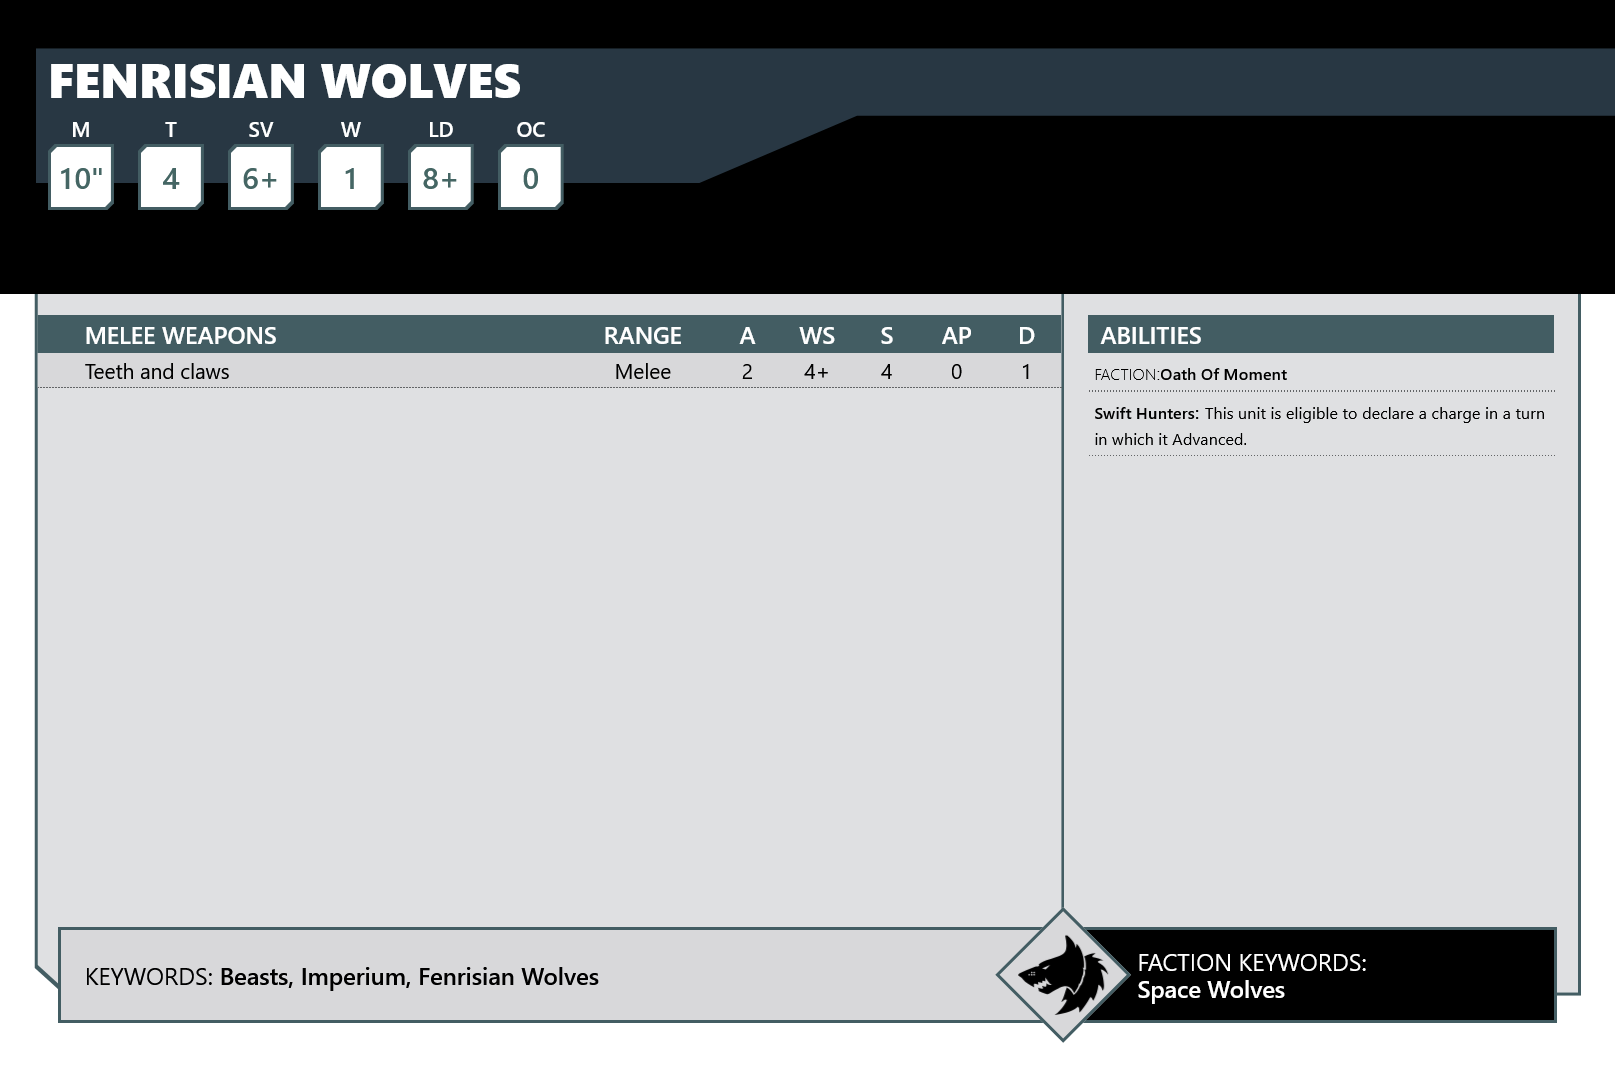 FENRISIAN WOLVES
M T SV W LD OC
10" 4 6+ 1 8+ 0
MELEE WEAPONS RANGE A WS S AP D
Teeth and claws Melee 2 4+ 4 0 1
ABILITIES
FACTION:Oath Of Moment
Swift Hunters: This unit is eligible to declare a charge in a turn
in which it Advanced.
KEYWORDS: Beasts, Imperium, Fenrisian Wolves
FACTION KEYWORDS:
Space Wolves